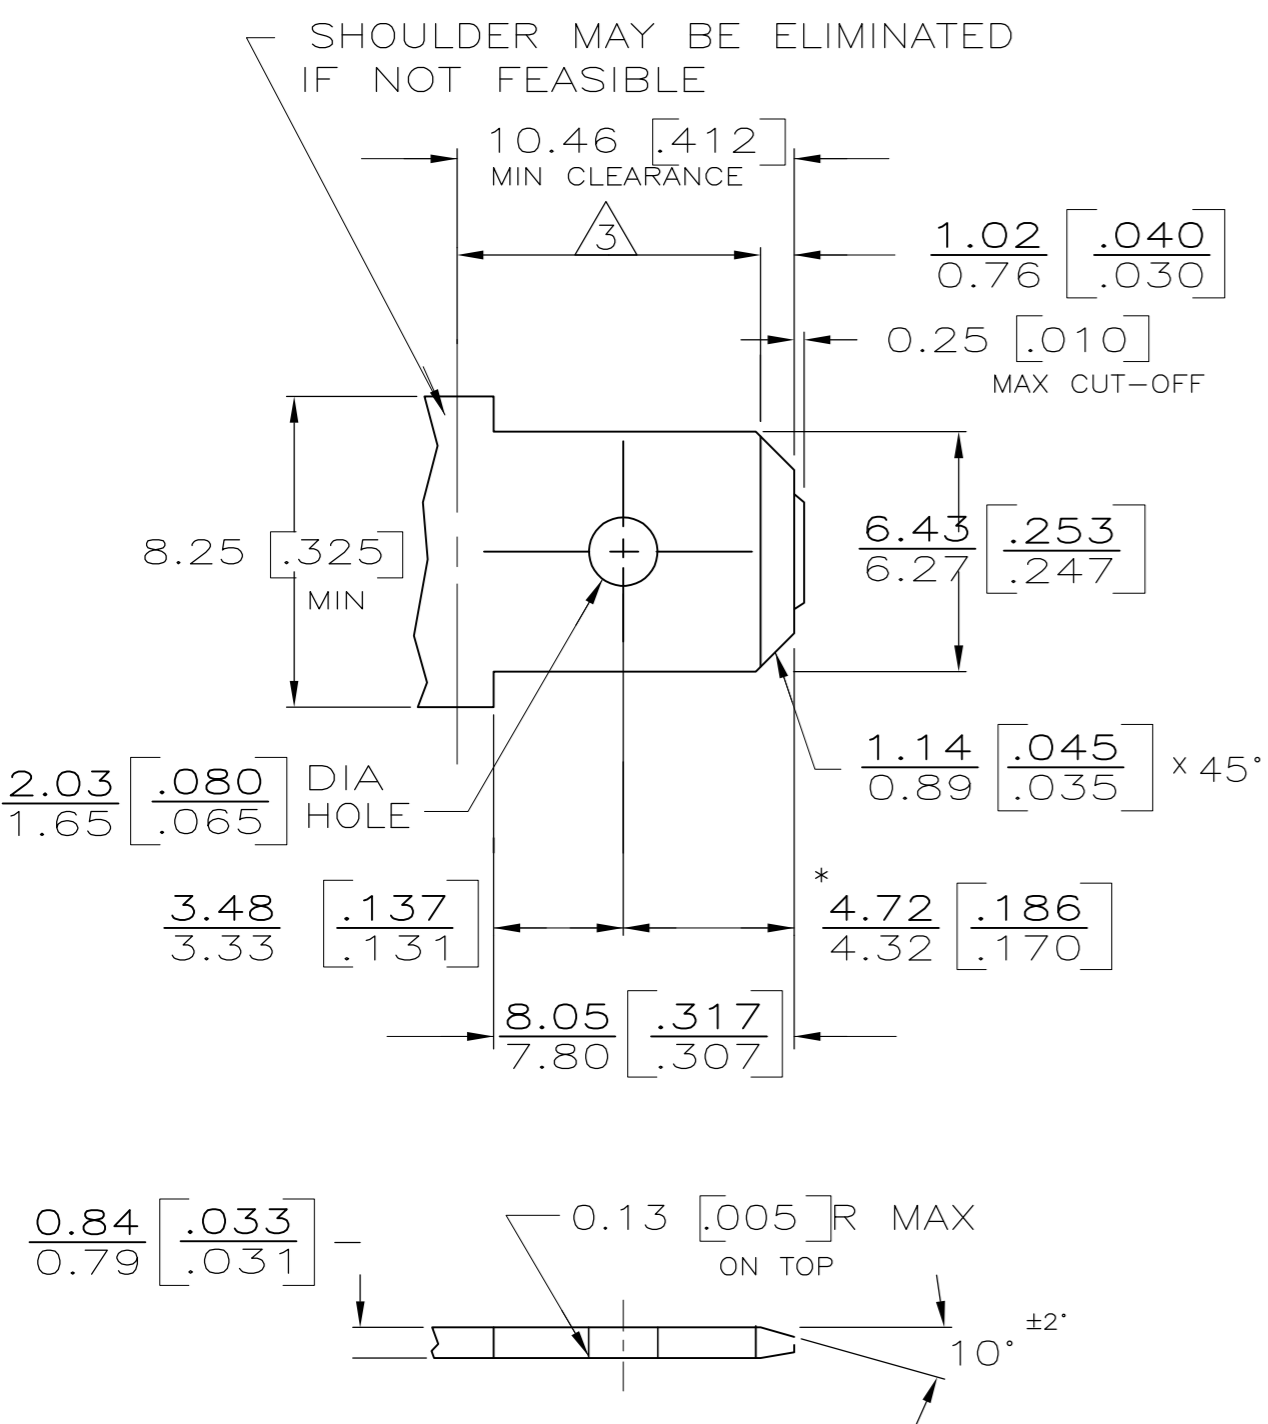 SHOULDER MAY BE ELIMINATED
IF NOT FEASIBLE
10.46 [.412]
MIN CLEARANCE
3
1.02 [.040
0.76 .030]
0.25 [.010]
MAX CUT-OFF
8.25 [.325]
MIN
6.43 [.253
6.27 .247]
1.14 [.045
0.89 .035] x 45°
2.03 [.080
1.65 .065]
DIA
HOLE
3.48 [.137
3.33 .131]
*
4.72 [.186
4.32 .170]
8.05 [.317
7.80 .307]
0.84 [.033
0.79 .031]
0.13 [.005]R MAX
ON TOP
10° ±2°